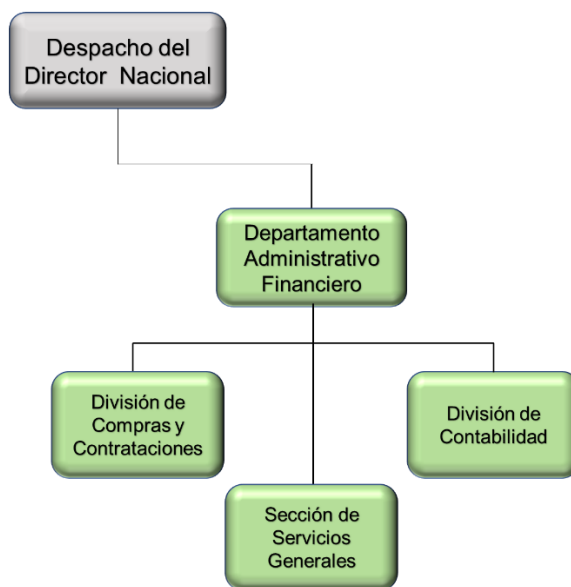 Despacho del
Director Nacional
Departamento
Administrativo
Financiero
División de
Compras y
Contrataciones
División de
Contabilidad
Sección de
Servicios
Generales